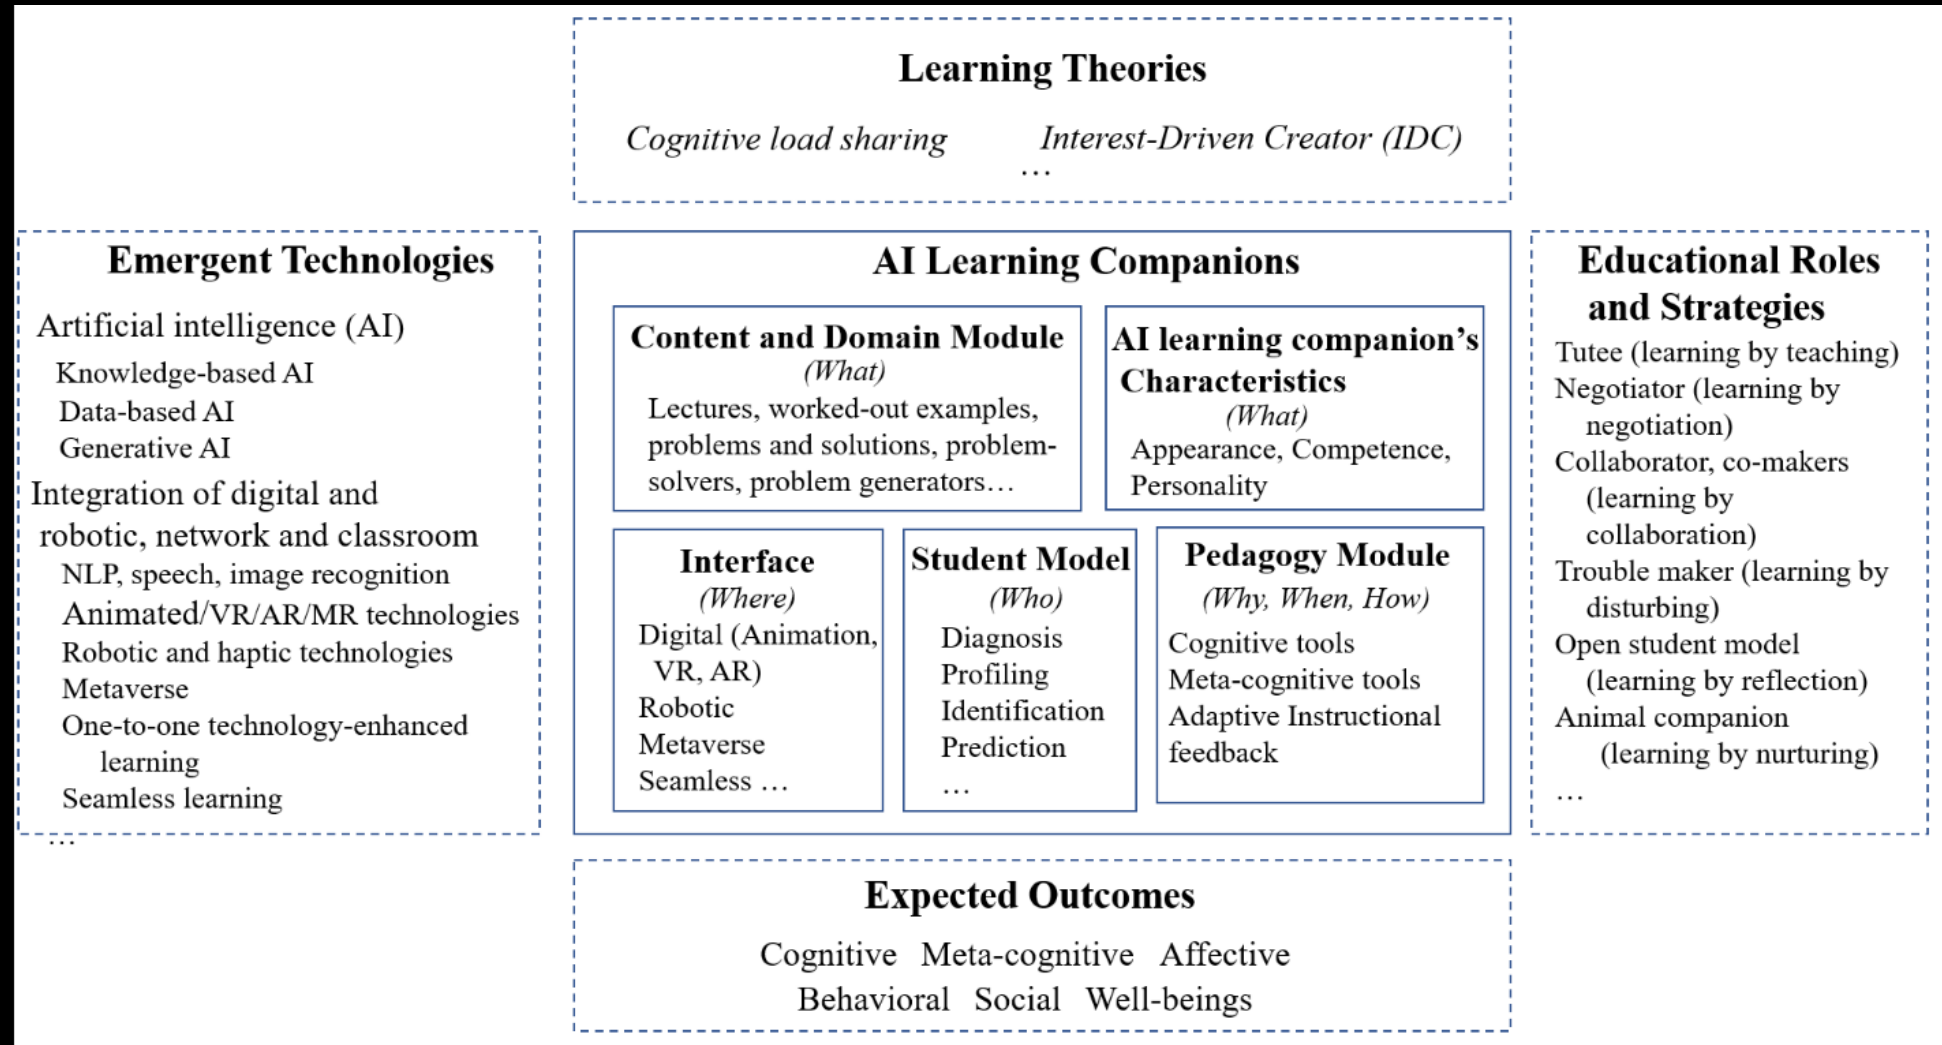 Learning Theories
Cognitive load sharing Interest-Driven Creator (IDC)
…
Emergent Technologies
Artificial intelligence (AI)
Knowledge-based AI
Data-based AI
Generative AI
Integration of digital and
robotic, network and classroom
NLP, speech, image recognition
Animated/VR/AR/MR technologies
Robotic and haptic technologies
Metaverse
One-to-one technology-enhanced
learning
Seamless learning
…
AI Learning Companions
Content and Domain Module
(What)
Lectures, worked-out examples,
problems and solutions, problem-
solvers, problem generators…
AI learning companion’s
Characteristics
(What)
Appearance, Competence,
Personality
Interface
(Where)
Digital (Animation,
VR, AR)
Robotic
Metaverse
Seamless …
Student Model
(Who)
Diagnosis
Profiling
Identification
Prediction
…
Pedagogy Module
(Why, When, How)
Cognitive tools
Meta-cognitive tools
Adaptive Instructional
feedback
Educational Roles
and Strategies
Tutee (learning by teaching)
Negotiator (learning by
negotiation)
Collaborator, co-makers
(learning by
collaboration)
Trouble maker (learning by
disturbing)
Open student model
(learning by reflection)
Animal companion
(learning by nurturing)
…
Expected Outcomes
Cognitive Meta-cognitive Affective
Behavioral Social Well-beings